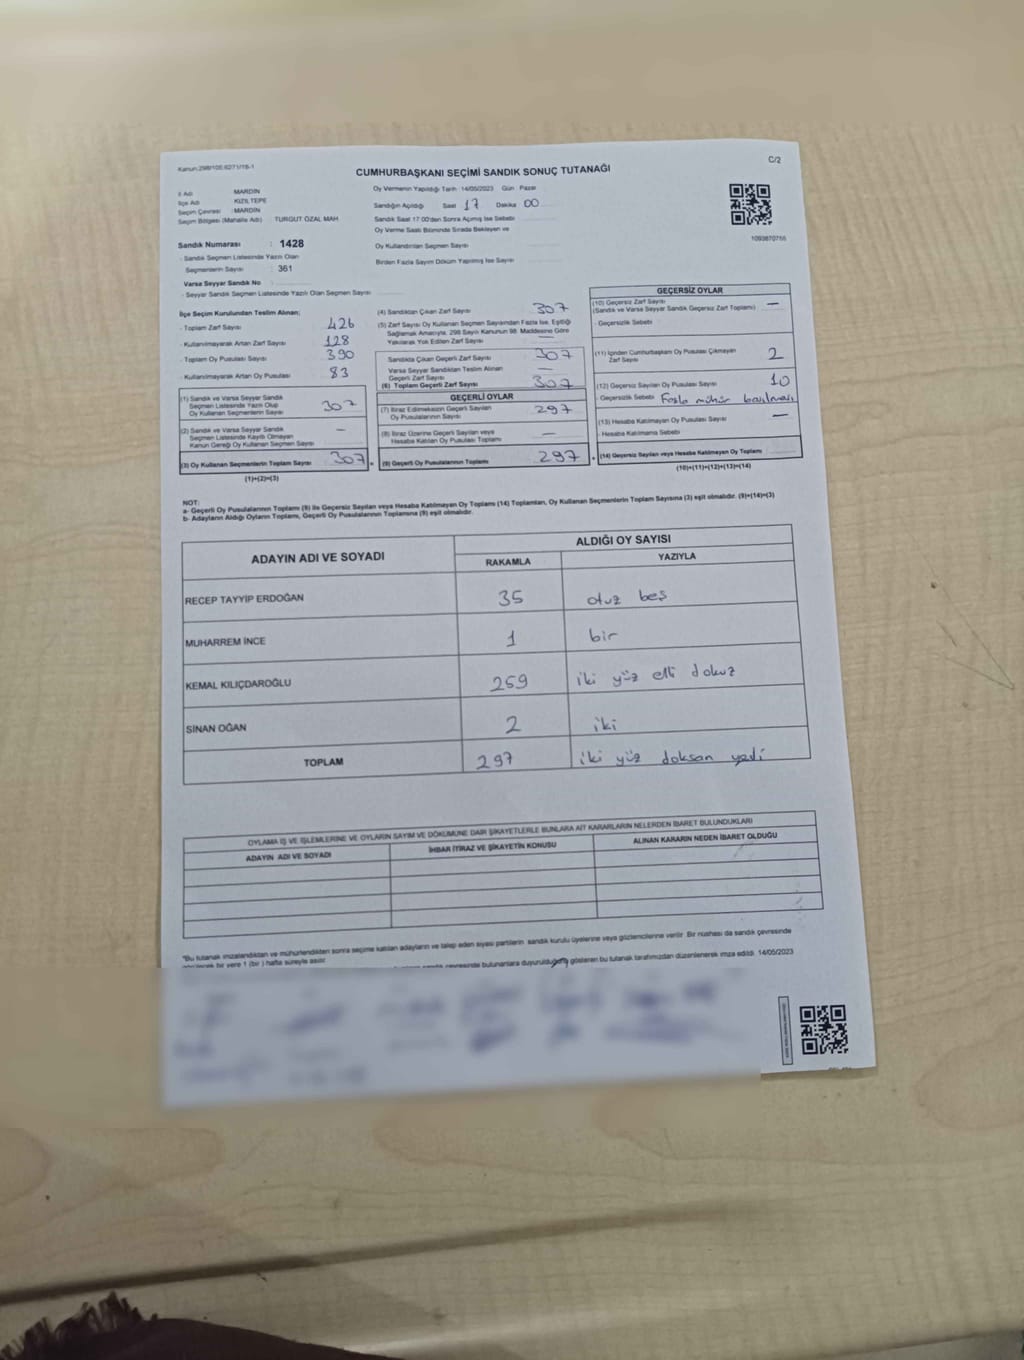 Kanun:298/105,6271/18-1
C/2
CUMHURBAŞKANI SEÇİMİ SANDIK SONUÇ TUTANAĞI
İl Adı : MARDİN
İlçe Adı : KIZILTEPE
Seçim Çevresi : MARDİN
Seçim Bölgesi (Mahalle Adı) : TURGUT ÖZAL MAH
Sandık Numarası : 1428
- Sandık Seçmen Listesinde Yazılı Olan
Seçmenlerin Sayısı : 361
Varsa Seyyar Sandık No :
- Seyyar Sandık Seçmen Listesinde Yazılı Olan Seçmen Sayısı
Oy Vermenin Yapıldığı Tarih : 14/05/2023 Gün : Pazar
Sandığın Açıldığı Saat 17 Dakika 00
Sandık Saat 17:00'den Sonra Açılmış İse Sebebi
Oy Verme Saati Bitiminde Sırada Bekleyen ve
Oy Kullandırılan Seçmen Sayısı
Birden Fazla Sayım Döküm Yapılmış İse Sayısı
1093870755
İlçe Seçim Kurulundan Teslim Alınan;
- Toplam Zarf Sayısı 426
- Kullanılmayarak Artan Zarf Sayısı 128
- Toplam Oy Pusulası Sayısı 390
- Kullanılmayarak Artan Oy Pusulası 83
(1) Sandık ve Varsa Seyyar Sandık
Seçmen Listesinde Yazılı Olup
Oy Kullanan Seçmenlerin Sayısı 307
(2) Sandık ve Varsa Seyyar Sandık
Seçmen Listesinde Kayıtlı Olmayan
Kanun Gereği Oy Kullanan Seçmen Sayısı –
(3) Oy Kullanan Seçmenlerin Toplam Sayısı 307
(1)+(2)=(3)
(4) Sandıktan Çıkan Zarf Sayısı 307
(5) Zarf Sayısı Oy Kullanan Seçmen Sayısından Fazla İse, Eşitliği
Sağlamak Amacıyla, 298 Sayılı Kanunun 98. Maddesine Göre
Yakılarak Yok Edilen Zarf Sayısı –
Sandıkta Çıkan Geçerli Zarf Sayısı 307
Varsa Seyyar Sandıktan Teslim Alınan
Geçerli Zarf Sayısı –
(6) Toplam Geçerli Zarf Sayısı 307
GEÇERLİ OYLAR
(7) İtiraz Edilmeksizin Geçerli Sayılan
Oy Pusulalarının Sayısı 297
(8) İtiraz Üzerine Geçerli Sayılan veya
Hesaba Katılan Oy Pusulası Toplamı –
(9) Geçerli Oy Pusulalarının Toplamı 297
GEÇERSİZ OYLAR
(10) Geçersiz Zarf Sayısı
(Sandık ve Varsa Seyyar Sandık Geçersiz Zarf Toplamı) –
- Geçersizlik Sebebi
(11) İçinden Cumhurbaşkanı Oy Pusulası Çıkmayan
Zarf Sayısı 2
(12) Geçersiz Sayılan Oy Pusulası Sayısı 10
- Geçersizlik Sebebi Fazla mühür basılması
(13) Hesaba Katılmayan Oy Pusulası Sayısı –
- Hesaba Katılmama Sebebi
(14) Geçersiz Sayılan veya Hesaba Katılmayan Oy Toplamı
(10)+(11)+(12)+(13)=(14)
NOT:
a- Geçerli Oy Pusulalarının Toplamı (9) ile Geçersiz Sayılan veya Hesaba Katılmayan Oy Toplamı (14) Toplamları, Oy Kullanan Seçmenlerin Toplam Sayısına (3) eşit olmalıdır. (9)+(14)=(3)
b- Adayların Aldığı Oyların Toplamı, Geçerli Oy Pusulalarının Toplamına (9) eşit olmalıdır.
ADAYIN ADI VE SOYADI ALDIĞI OY SAYISI
RAKAMLA YAZIYLA
RECEP TAYYİP ERDOĞAN 35 otuz beş
MUHARREM İNCE 1 bir
KEMAL KILIÇDAROĞLU 259 iki yüz elli dokuz
SİNAN OĞAN 2 iki
TOPLAM 297 iki yüz doksan yedi
OYLAMA İŞ VE İŞLEMLERİNE VE OYLARIN SAYIM VE DÖKÜMÜNE DAİR ŞİKAYETLERLE BUNLARA AİT KARARLARIN NELERDEN İBARET BULUNDUKLARI
ADAYIN ADI VE SOYADI İHBAR İTİRAZ VE ŞİKAYETİN KONUSU ALINAN KARARIN NEDEN İBARET OLDUĞU
*Bu tutanak imzalandıktan ve mühürlendikten sonra seçime katılan adayların ve talep eden siyasi partilerin sandık kurulu üyelerine veya gözlemcilerine verilir. Bir nüshası da sandık çevresinde
bir yere 1 (bir) hafta süreyle asılır.
çevresinde bulunanlara duyurulduğunu gösteren bu tutanak tarafımızdan düzenlenerek imza edildi. 14/05/2023